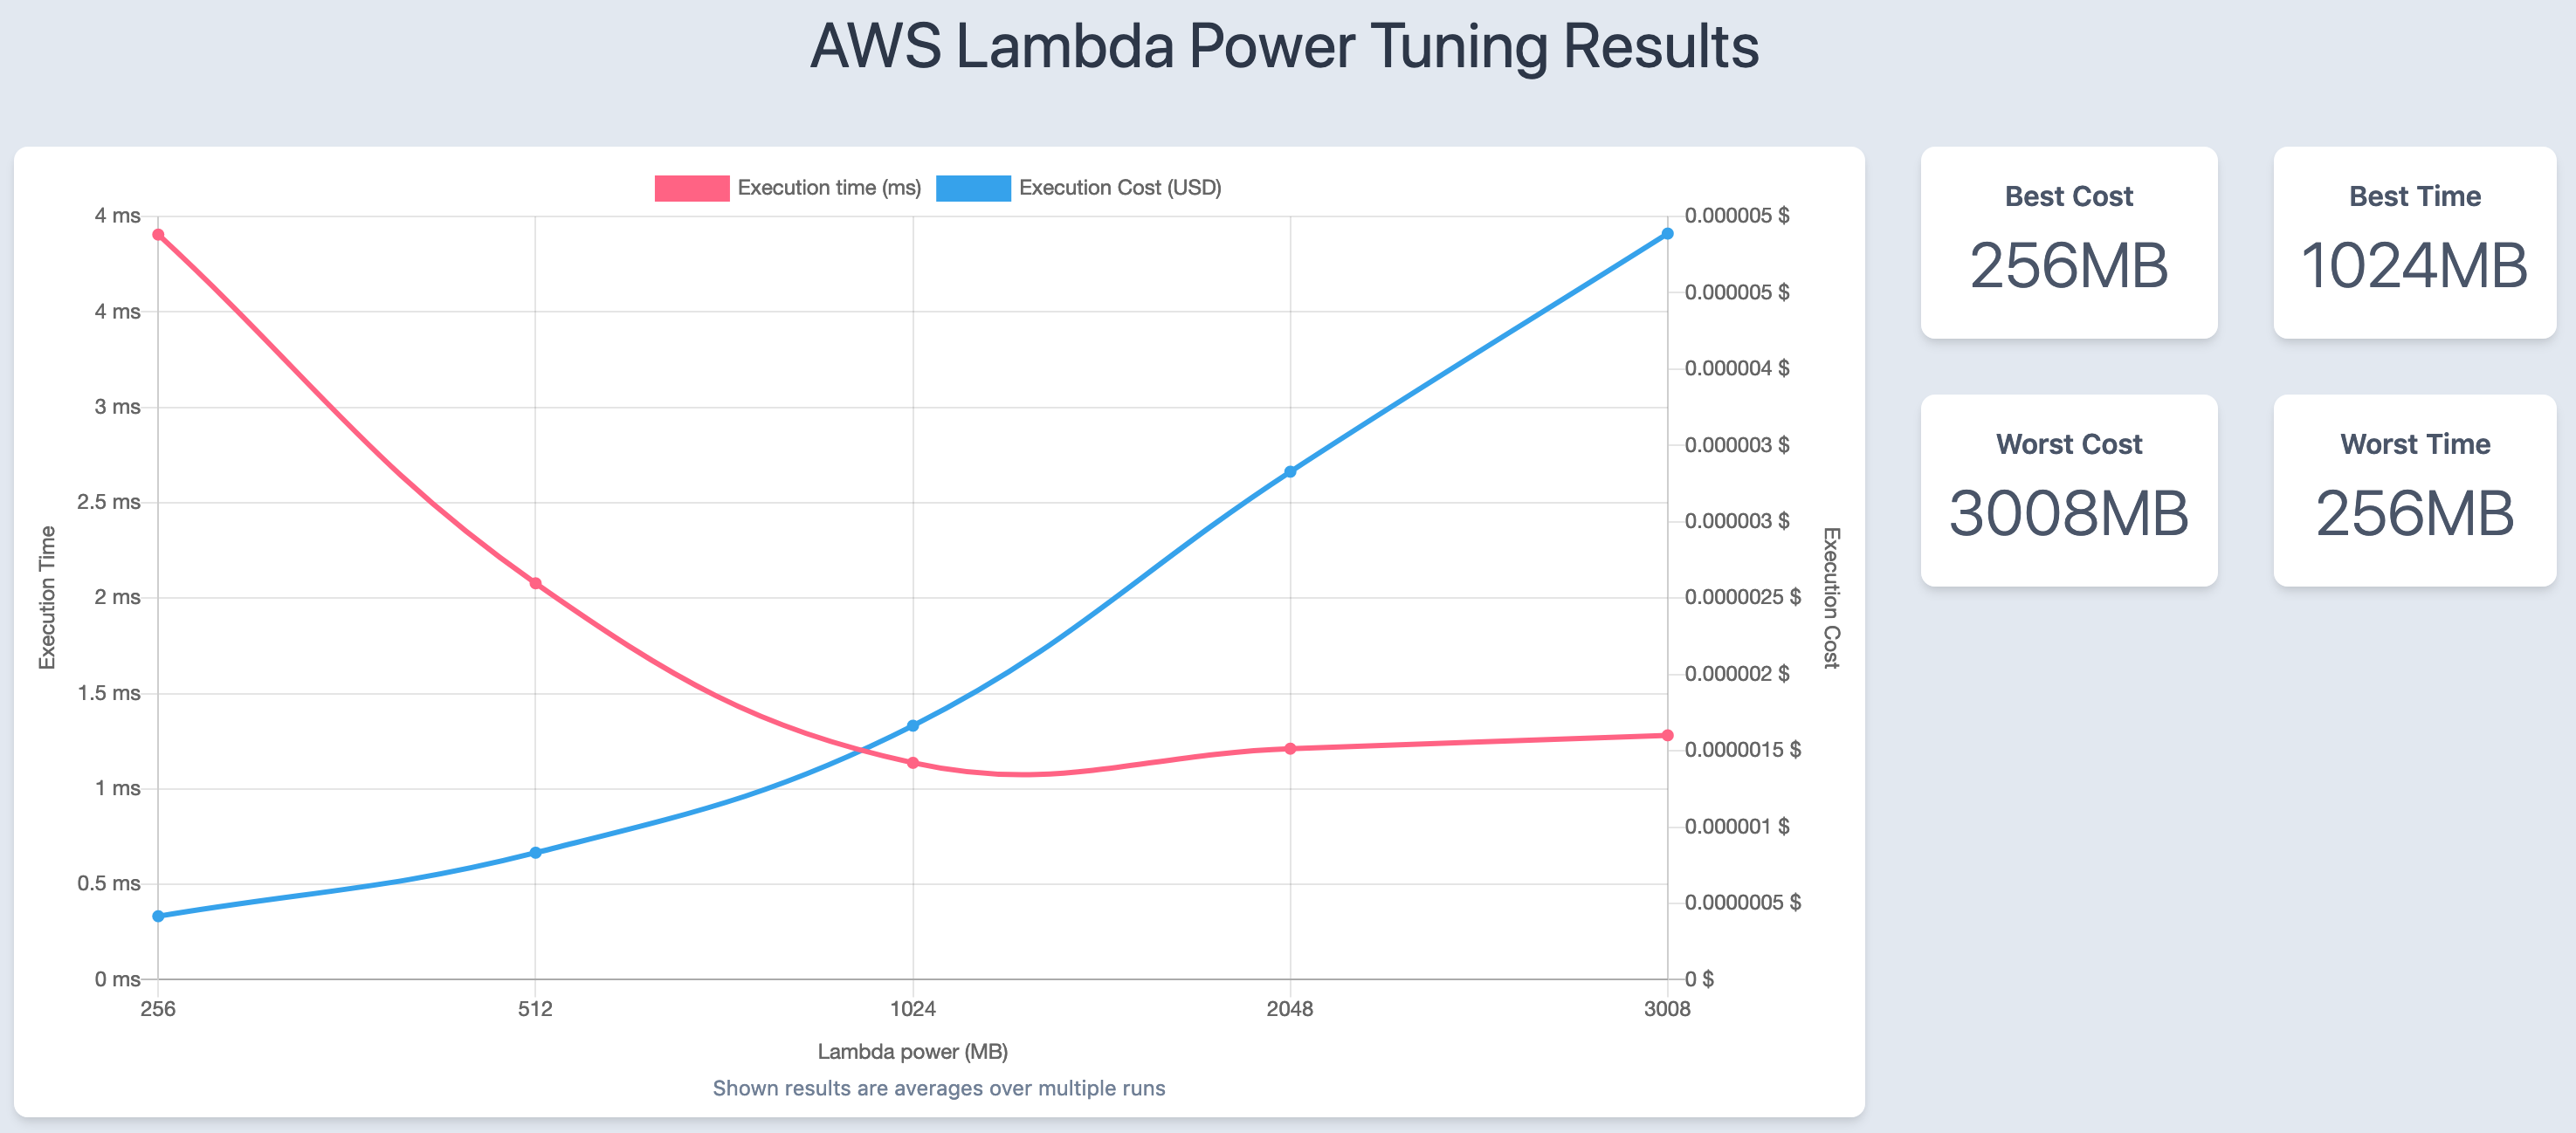 AWS Lambda Power Tuning Results
Execution time (ms)
Execution Cost (USD)
4 ms
4 ms
3 ms
2.5 ms
2 ms
1.5 ms
1 ms
0.5 ms
0 ms
Execution Time
0.000005 $
0.000005 $
0.000004 $
0.000003 $
0.000003 $
0.0000025 $
0.000002 $
0.0000015 $
0.000001 $
0.0000005 $
0 $
Execution Cost
256
512
1024
2048
3008
Lambda power (MB)
Shown results are averages over multiple runs
Best Cost
256MB
Best Time
1024MB
Worst Cost
3008MB
Worst Time
256MB